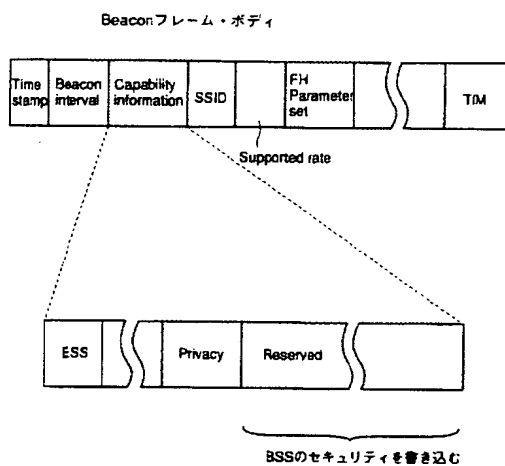 Beaconフレーム・ボディ
Time
stamp
Beacon
interval
Capability
information
SSID
FH
Parameter
set
TIM
Supported rate
ESS
Privacy
Reserved
BSSのセキュリティを書き込む